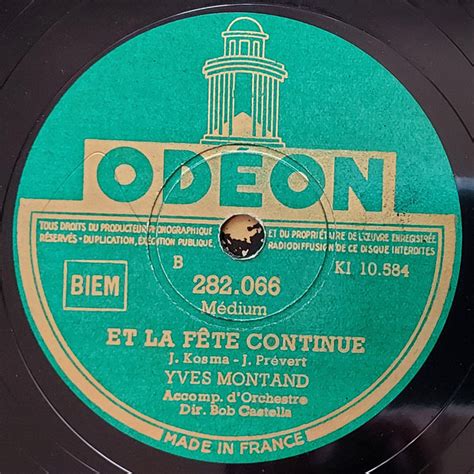 ODÉON
TOUS DROITS DU PRODUCTEUR PHONOGRAPHIQUE
RÉSERVÉS - DUPLICATION, EXÉCUTION PUBLIQUE,
ET DU PROPRIÉTAIRE DE L'ŒUVRE ENREGISTRÉE
RADIODIFFUSION DE CE DISQUE INTERDITES
B
KI. 10.584
BIEM
282.066
Médium
ET LA FÊTE CONTINUE
J. Kosma - J. Prévert
YVES MONTAND
Accomp. d'Orchestre
Dir. Bob Castella
MADE IN FRANCE